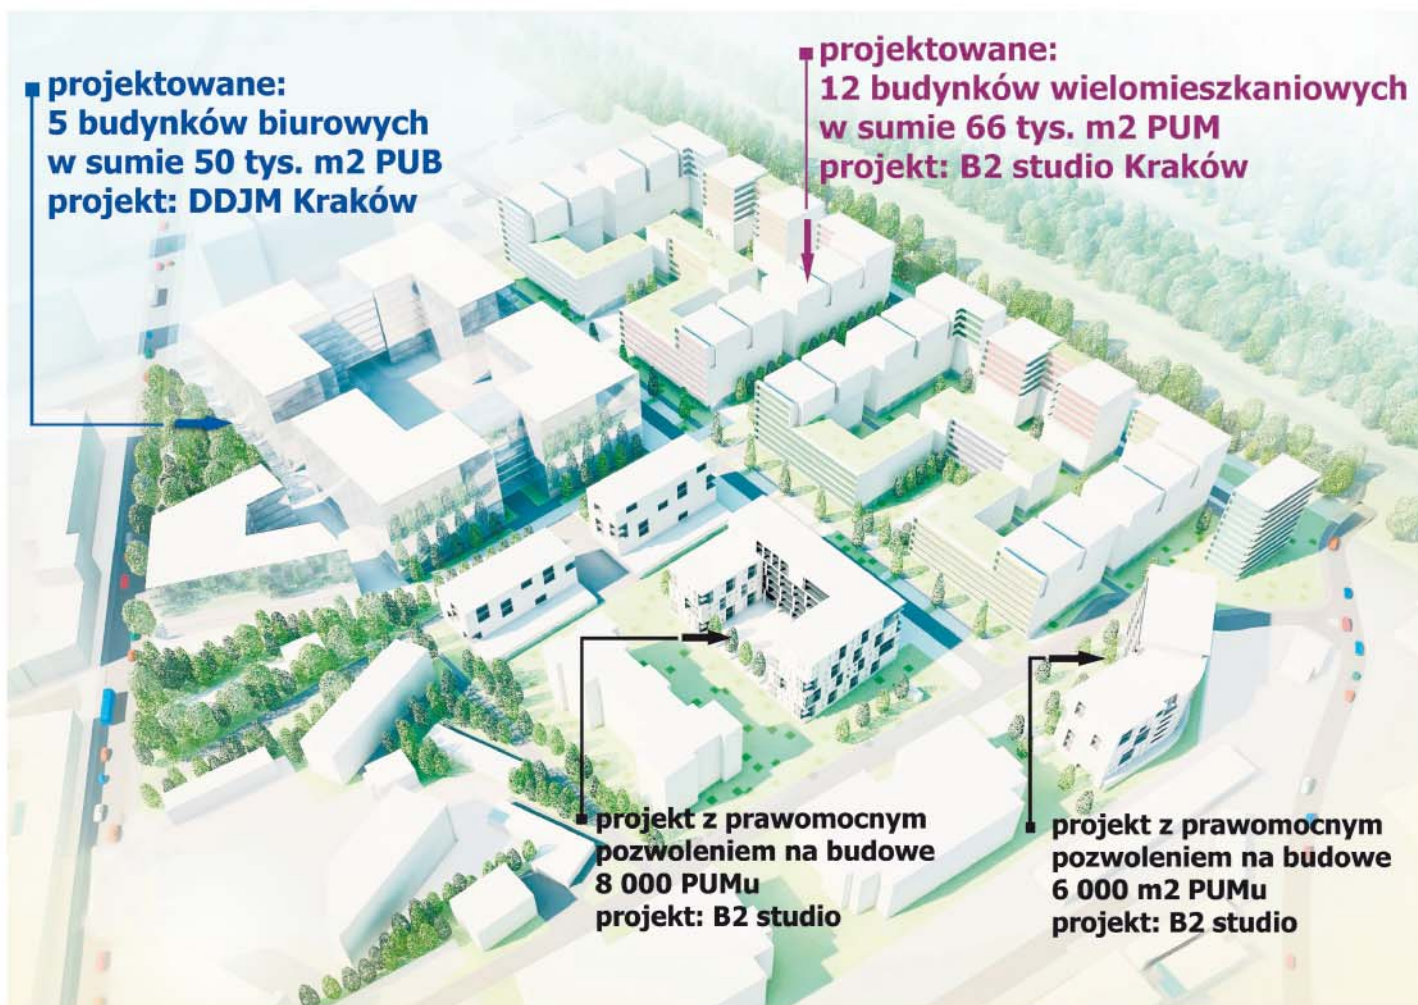 projektowane:
5 budynków biurowych
w sumie 50 tys. m2 PUB
projekt: DDJM Kraków
projektowane:
12 budynków wielomieszkaniowych
w sumie 66 tys. m2 PUM
projekt: B2 studio Kraków
projekt z prawomocnym
pozwoleniem na budowe
8 000 PUMu
projekt: B2 studio
projekt z prawomocnym
pozwoleniem na budowe
6 000 m2 PUMu
projekt: B2 studio